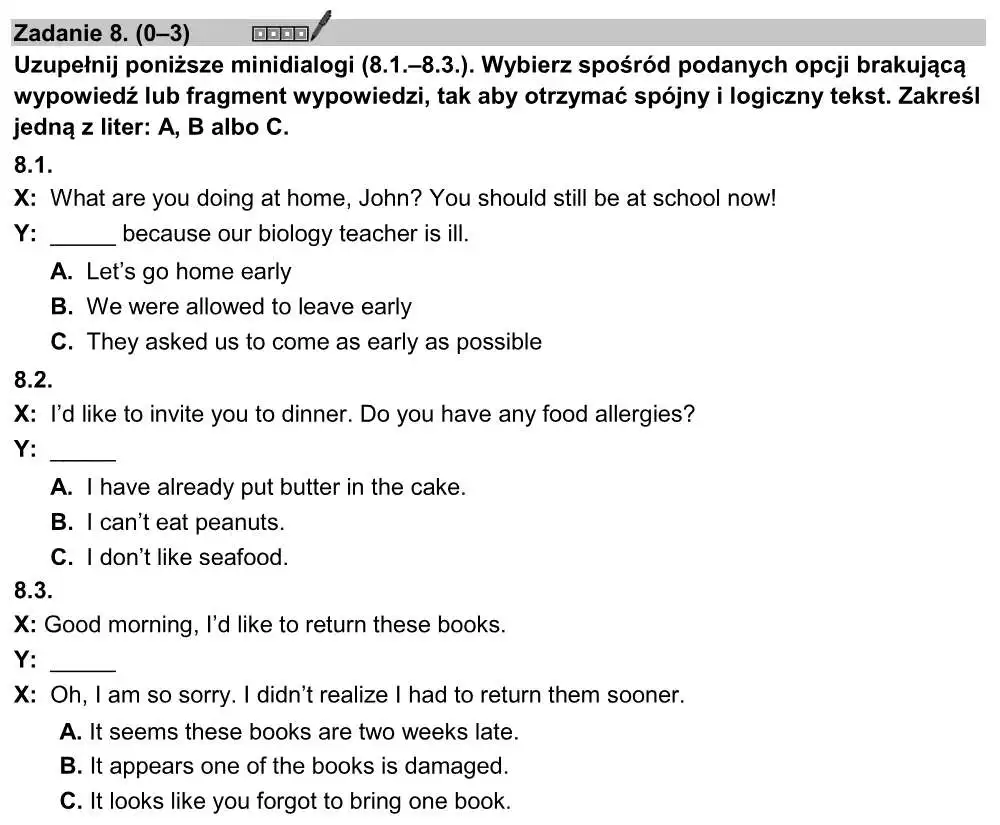 Zadanie 8. (0–3)
Uzupełnij poniższe minidialogi (8.1.–8.3.). Wybierz spośród podanych opcji brakującą
wypowiedź lub fragment wypowiedzi, tak aby otrzymać spójny i logiczny tekst. Zakreśl
jedną z liter: A, B albo C.
8.1.
X: What are you doing at home, John? You should still be at school now!
Y: _____ because our biology teacher is ill.
A. Let’s go home early
B. We were allowed to leave early
C. They asked us to come as early as possible
8.2.
X: I’d like to invite you to dinner. Do you have any food allergies?
Y: _____
A. I have already put butter in the cake.
B. I can’t eat peanuts.
C. I don’t like seafood.
8.3.
X: Good morning, I’d like to return these books.
Y: _____
X: Oh, I am so sorry. I didn’t realize I had to return them sooner.
A. It seems these books are two weeks late.
B. It appears one of the books is damaged.
C. It looks like you forgot to bring one book.